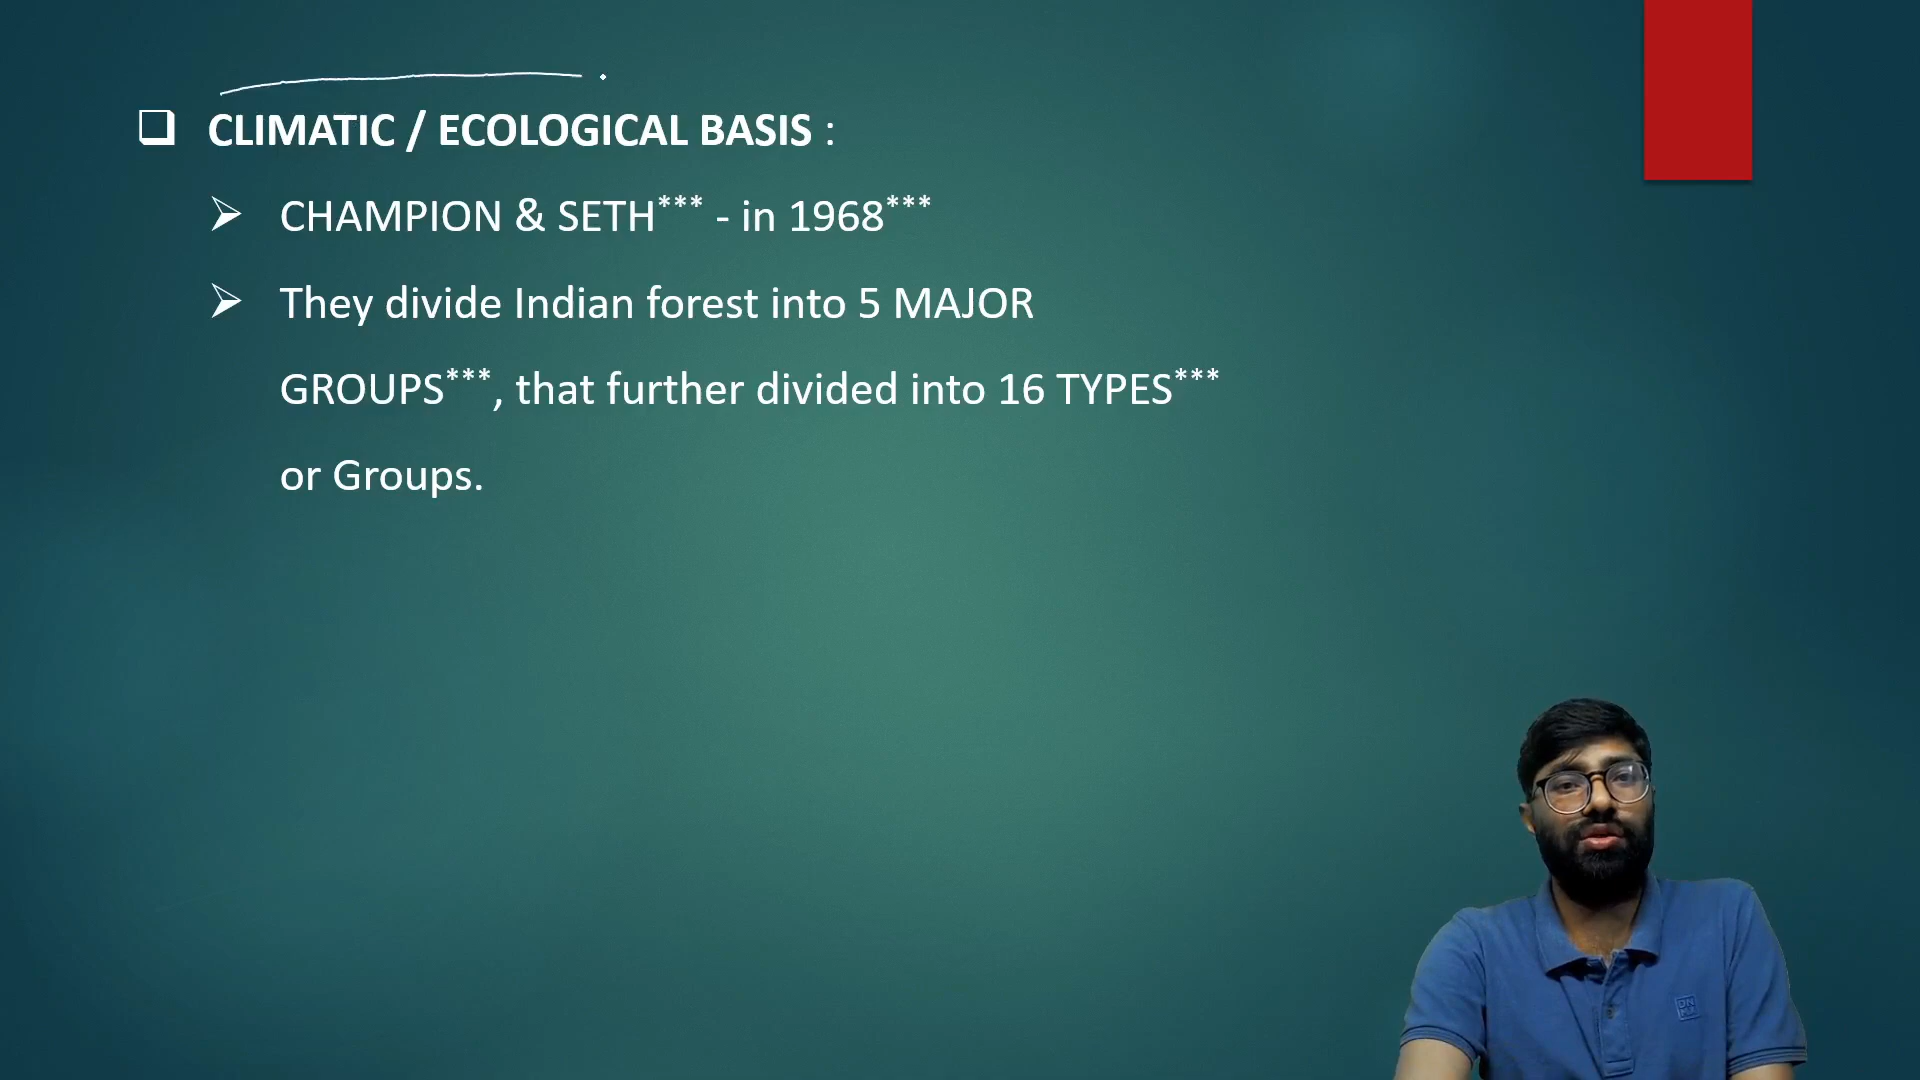 ❑ CLIMATIC / ECOLOGICAL BASIS :
➢ CHAMPION & SETH*** - in 1968***
➢ They divide Indian forest into 5 MAJOR
GROUPS***, that further divided into 16 TYPES***
or Groups.